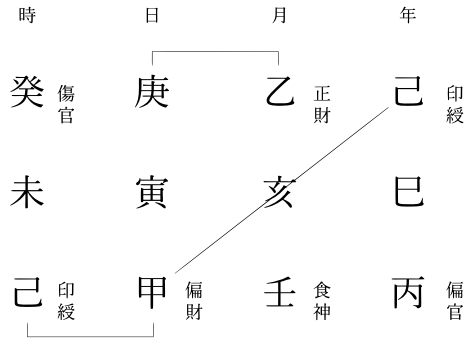 時 日 月 年
癸 傷官 庚 乙 正財 己 印綬
未 寅 亥 巳
己 印綬 甲 偏財 壬 食神 丙 偏官